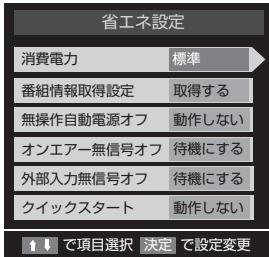 省エネ設定
消費電力 標準
番組情報取得設定 取得する
無操作自動電源オフ 動作しない
オンエアー無信号オフ 待機にする
外部入力無信号オフ 待機にする
クイックスタート 動作しない
⬆⬇ で項目選択 決定 で設定変更